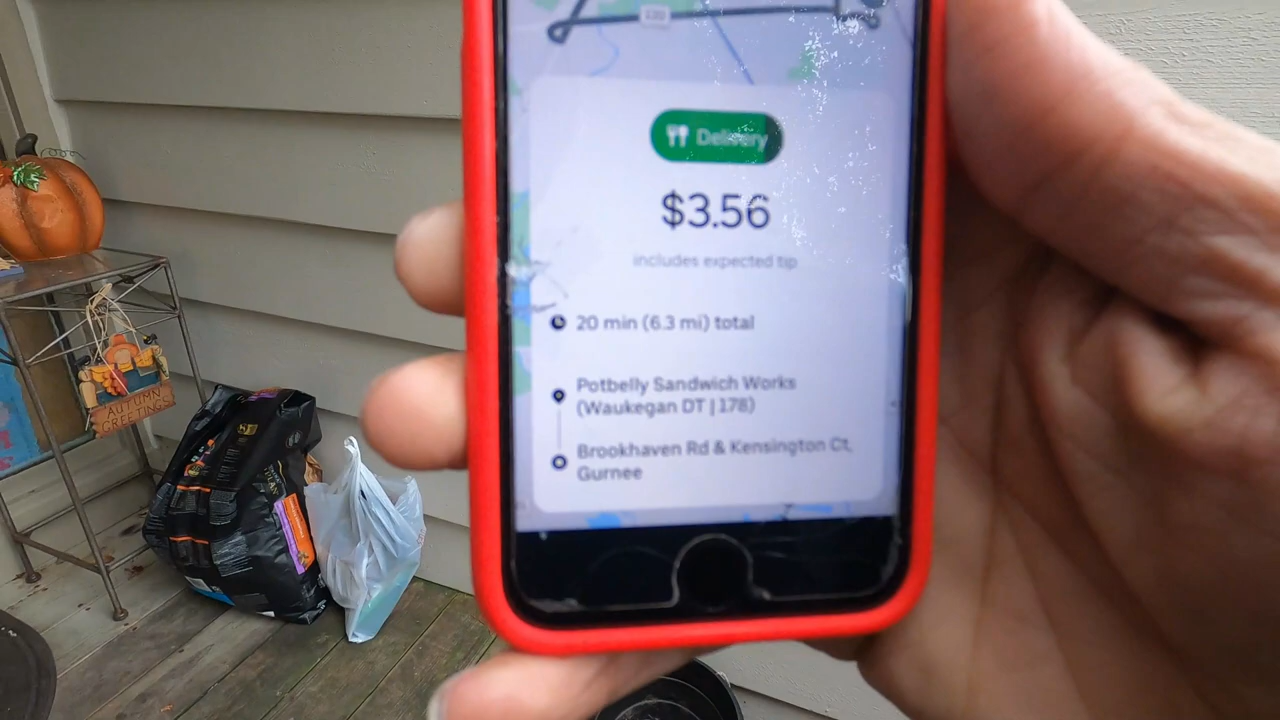 Delivery
$3.56
includes expected tip
20 min (6.3 mi) total
Potbelly Sandwich Works
(Waukegan DT | 178)
Brookhaven Rd & Kensington Ct,
Gurnee
AUTUMN
GREETINGS